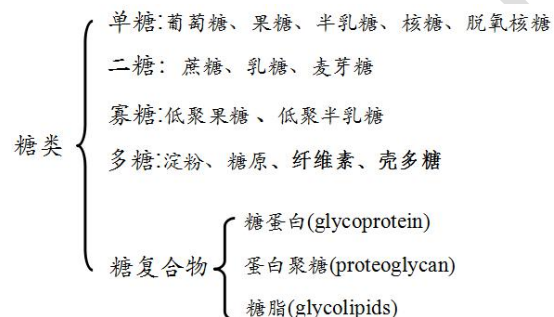 单糖:葡萄糖、果糖、半乳糖、核糖、脱氧核糖
二糖: 蔗糖、乳糖、麦芽糖
寡糖:低聚果糖、低聚半乳糖
糖类
多糖:淀粉、糖原、纤维素、壳多糖
糖蛋白(glycoprotein)
糖复合物
蛋白聚糖(proteoglycan)
糖脂(glycolipids)